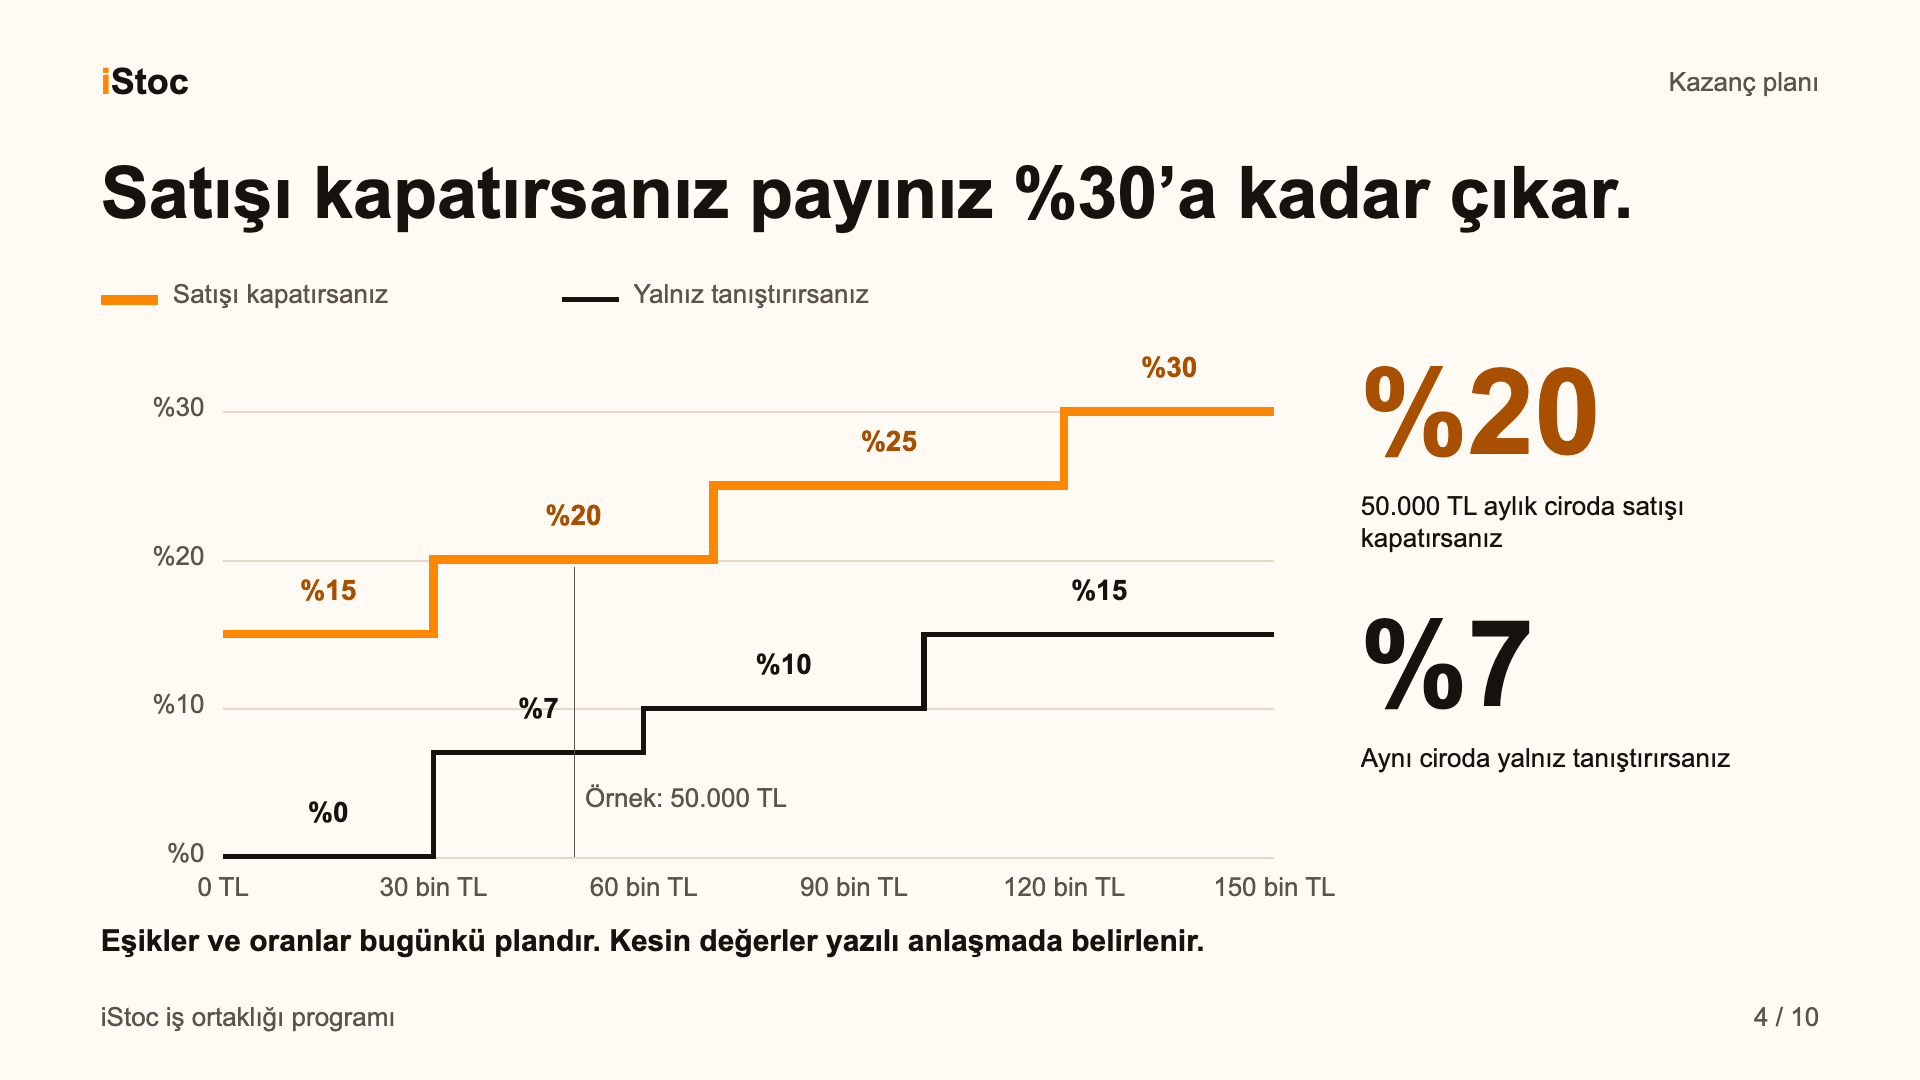 iStoc
Kazanç planı
Satışı kapatırsanız payınız %30’a kadar çıkar.
Satışı kapatırsanız
Yalnız tanıştırırsanız
%30
%20
%10
%0
%15
%20
%25
%30
%0
%7
%10
%15
Örnek: 50.000 TL
0 TL
30 bin TL
60 bin TL
90 bin TL
120 bin TL
150 bin TL
%20
50.000 TL aylık ciroda satışı
kapatırsanız
%7
Aynı ciroda yalnız tanıştırırsanız
Eşikler ve oranlar bugünkü plandır. Kesin değerler yazılı anlaşmada belirlenir.
iStoc iş ortaklığı programı
4 / 10